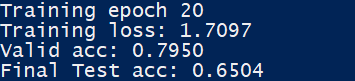 Training epoch 20
Training loss: 1.7097
Valid acc: 0.7950
Final Test acc: 0.6504